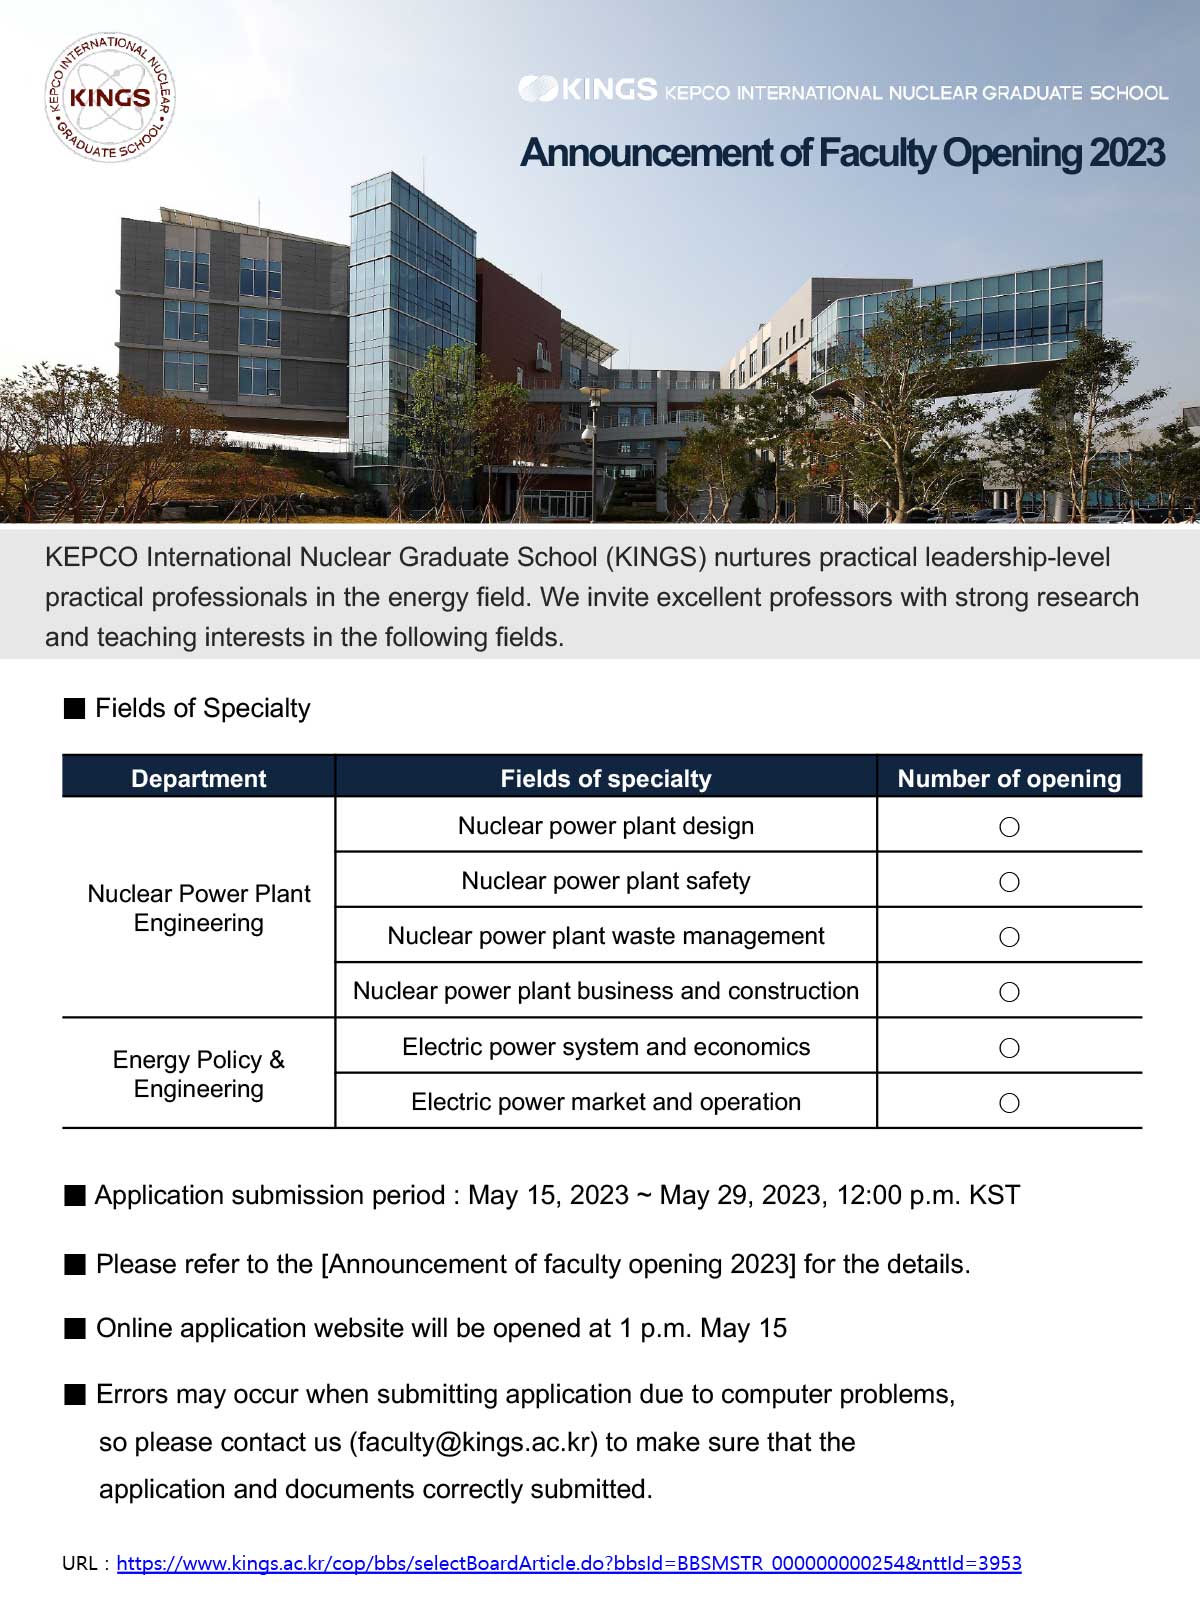 KEPCO INTERNATIONAL NUCLEAR
KINGS
• GRADUATE SCHOOL •
KINGS KEPCO INTERNATIONAL NUCLEAR GRADUATE SCHOOL
Announcement of Faculty Opening 2023
KEPCO International Nuclear Graduate School (KINGS) nurtures practical leadership-level
practical professionals in the energy field. We invite excellent professors with strong research
and teaching interests in the following fields.
■ Fields of Specialty
Department Fields of specialty Number of opening
Nuclear Power Plant
Engineering
Nuclear power plant design ○
Nuclear power plant safety ○
Nuclear power plant waste management ○
Nuclear power plant business and construction ○
Energy Policy &
Engineering
Electric power system and economics ○
Electric power market and operation ○
■ Application submission period : May 15, 2023 ~ May 29, 2023, 12:00 p.m. KST
■ Please refer to the [Announcement of faculty opening 2023] for the details.
■ Online application website will be opened at 1 p.m. May 15
■ Errors may occur when submitting application due to computer problems,
so please contact us (faculty@kings.ac.kr) to make sure that the
application and documents correctly submitted.
URL : https://www.kings.ac.kr/cop/bbs/selectBoardArticle.do?bbsId=BBSMSTR_000000000254&nttId=3953